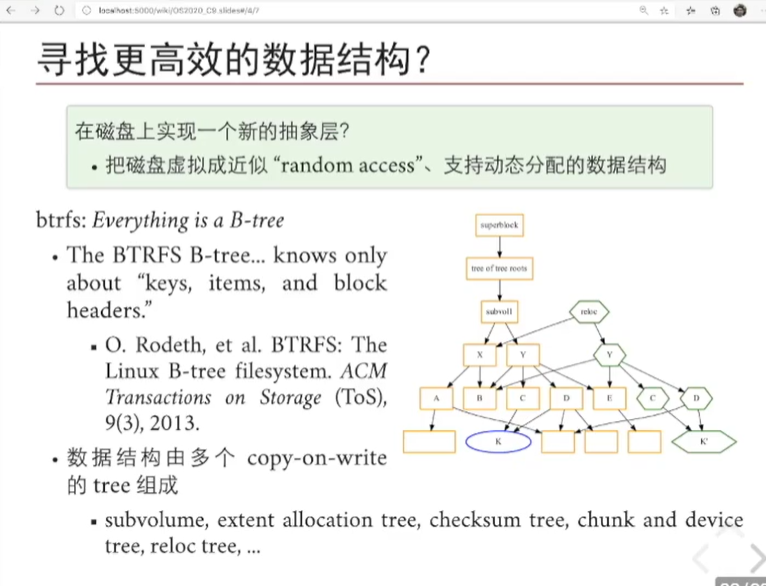 localhost:5000/wiki/OS2020_C9.slides#/4/7
寻找更高效的数据结构？
在磁盘上实现一个新的抽象层？
• 把磁盘虚拟成近似 “random access”、支持动态分配的数据结构
btrfs: Everything is a B-tree
• The BTRFS B-tree... knows only
about “keys, items, and block
headers.”
▪ O. Rodeth, et al. BTRFS: The
Linux B-tree filesystem. ACM
Transactions on Storage (ToS),
9(3), 2013.
• 数据结构由多个 copy-on-write
的 tree 组成
▪ subvolume, extent allocation tree, checksum tree, chunk and device
tree, reloc tree, ...
superblock
tree of tree roots
subvol1 reloc
X Y Y
A B C D E C D
K K'